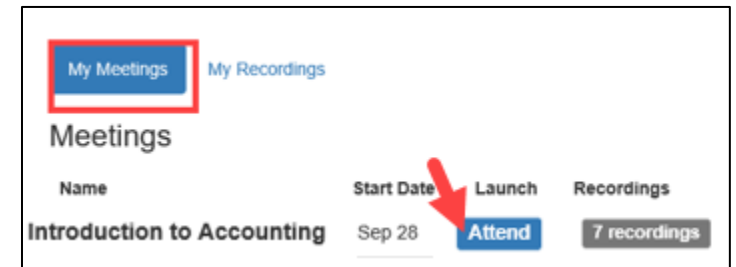 My Meetings My Recordings
Meetings
Name Start Date Launch Recordings
Introduction to Accounting Sep 28 Attend 7 recordings